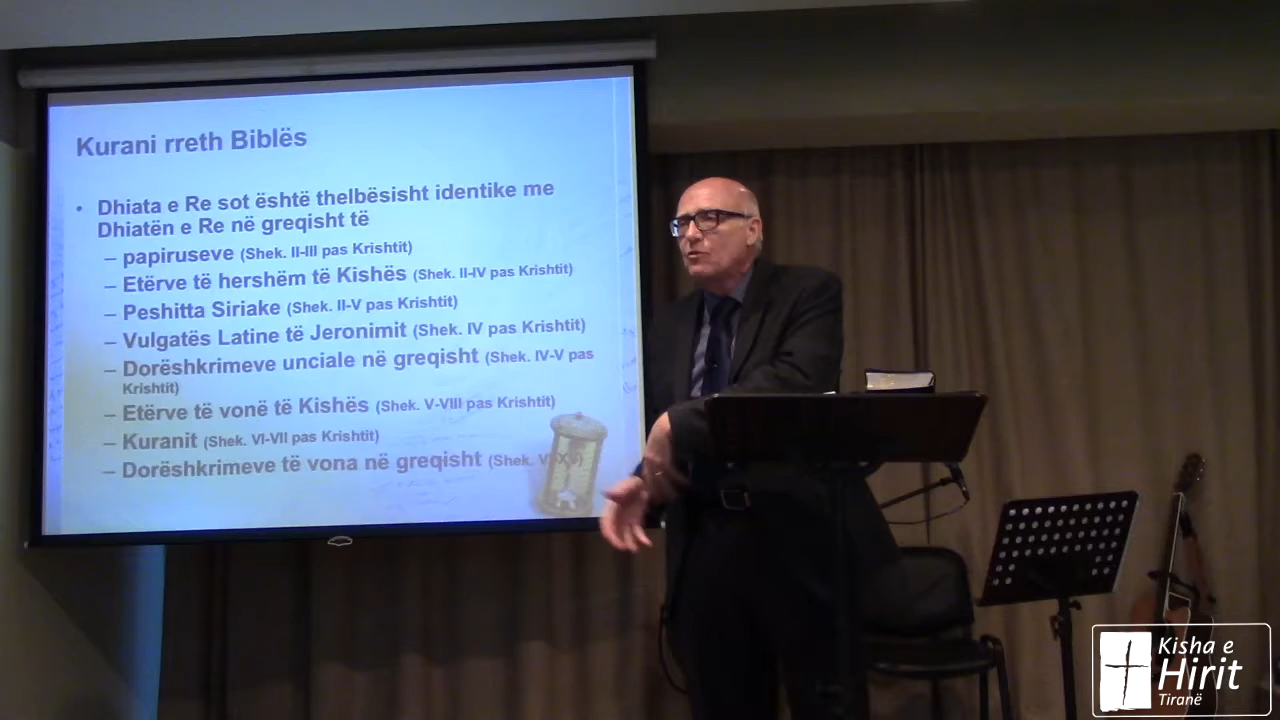 Kurani rreth Biblës
• Dhiata e Re sot është thelbësisht identike me
Dhiatën e Re në greqisht të
– papiruseve (Shek. II-III pas Krishtit)
– Etërve të hershëm të Kishës (Shek. II-IV pas Krishtit)
– Peshitta Siriake (Shek. II-V pas Krishtit)
– Vulgatës Latine të Jeronimit (Shek. IV pas Krishtit)
– Dorëshkrimeve unciale në greqisht (Shek. IV-V pas
Krishtit)
– Etërve të vonë të Kishës (Shek. V-VIII pas Krishtit)
– Kuranit (Shek. VI-VII pas Krishtit)
– Dorëshkrimeve të vona në greqisht (Shek.
Kisha e
Hirit
Tiranë